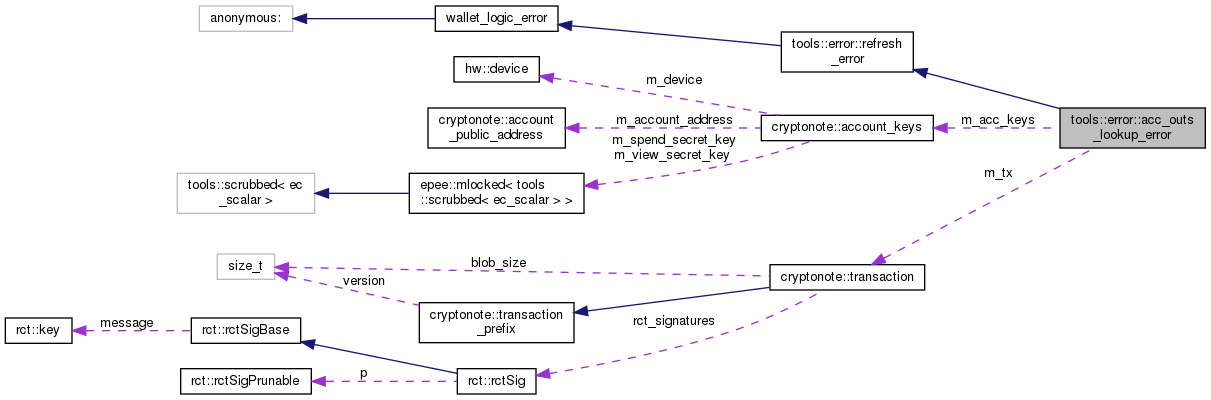 anonymous:
wallet_logic_error
tools::error::refresh
_error
hw::device
m_device
cryptonote::account
_public_address
m_account_address
cryptonote::account_keys
m_acc_keys
tools::error::acc_outs
_lookup_error
m_spend_secret_key
m_view_secret_key
tools::scrubbed< ec
_scalar >
epee::mlocked< tools
::scrubbed< ec_scalar > >
m_tx
size_t
blob_size
cryptonote::transaction
version
cryptonote::transaction
_prefix
rct_signatures
rct::key
message
rct::rctSigBase
rct::rctSigPrunable
p
rct::rctSig